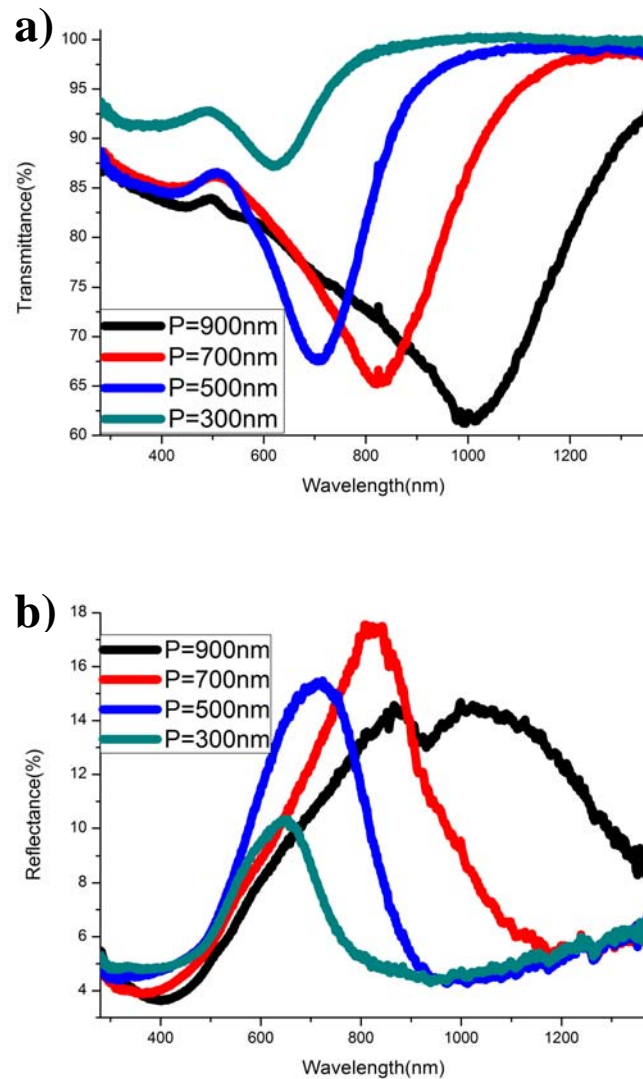 a)
100
95
90
85
80
75
70
65
60
Transmittance(%)
P=900nm
P=700nm
P=500nm
P=300nm
400
600
800
1000
1200
Wavelength(nm)
b)
18
16
14
12
10
8
6
4
Reflectance(%)
P=900nm
P=700nm
P=500nm
P=300nm
400
600
800
1000
1200
Wavelength(nm)